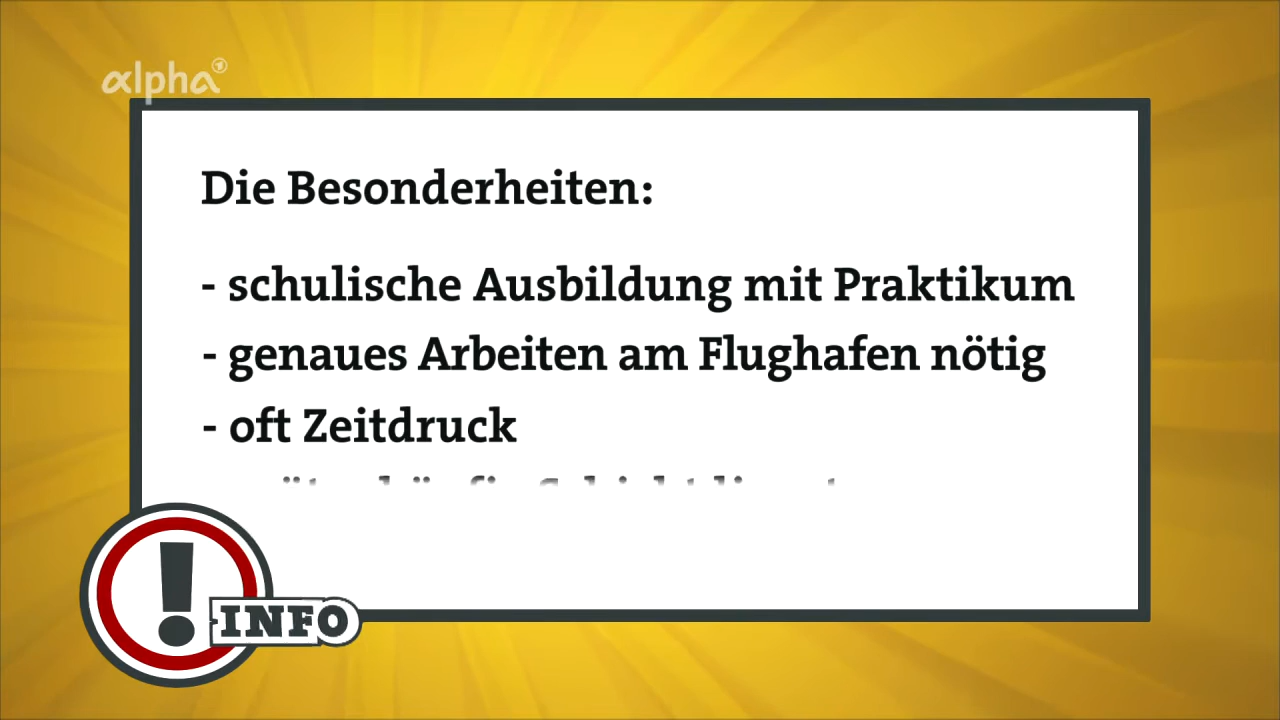 alpha
Die Besonderheiten:
- schulische Ausbildung mit Praktikum
- genaues Arbeiten am Flughafen nötig
- oft Zeitdruck
! INFO